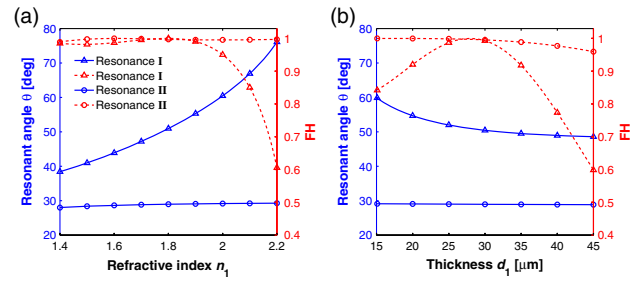 (a)
80
70
60
50
40
30
20
Resonant angle θ [deg]
Resonance I
Resonance I
Resonance II
Resonance II
1
0.9
0.8
0.7
0.6
0.5
0.4
FH
1.4 1.6 1.8 2 2.2
Refractive index n1
(b)
80
70
60
50
40
30
20
Resonant angle θ [deg]
1
0.9
0.8
0.7
0.6
0.5
0.4
FH
15 20 25 30 35 40 45
Thickness d1 [μm]